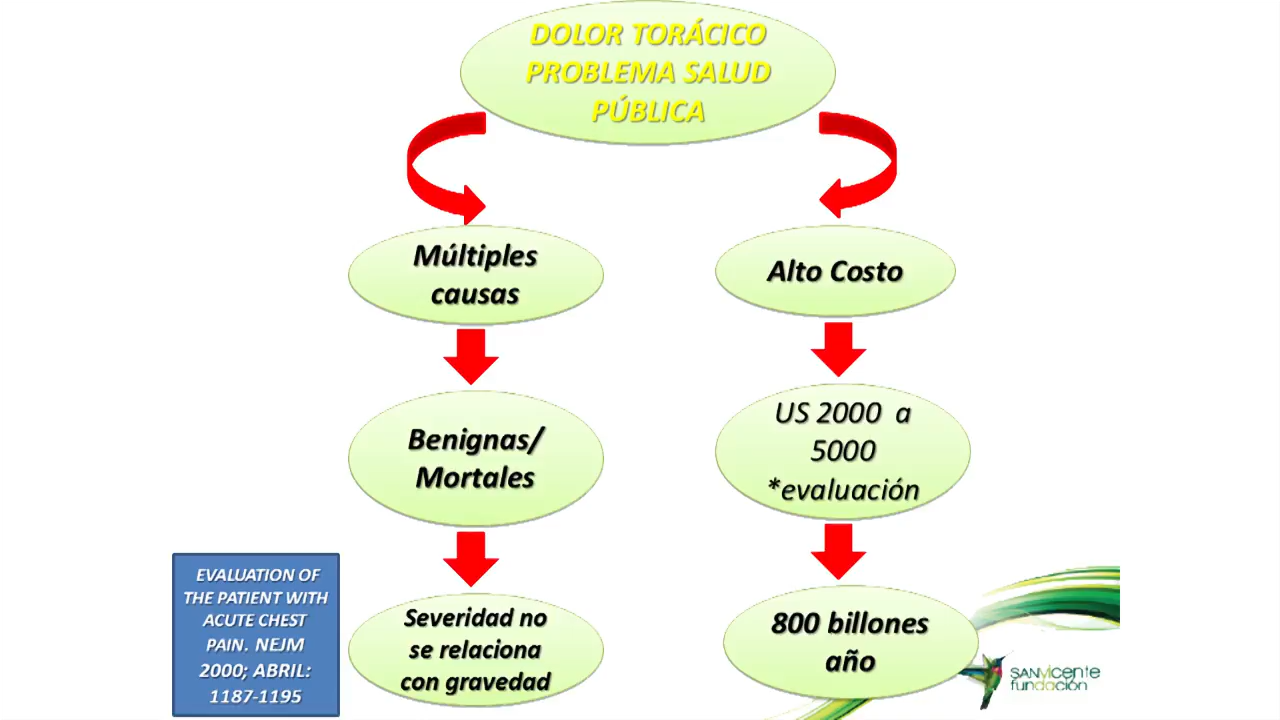 DOLOR TORÁCICO
PROBLEMA SALUD
PÚBLICA
Múltiples
causas
Alto Costo
Benignas/
Mortales
US 2000 a
5000
*evaluación
Severidad no
se relaciona
con gravedad
800 billones
año
EVALUATION OF
THE PATIENT WITH
ACUTE CHEST
PAIN. NEJM
2000; ABRIL:
1187-1195
SANVICENTE
fundación